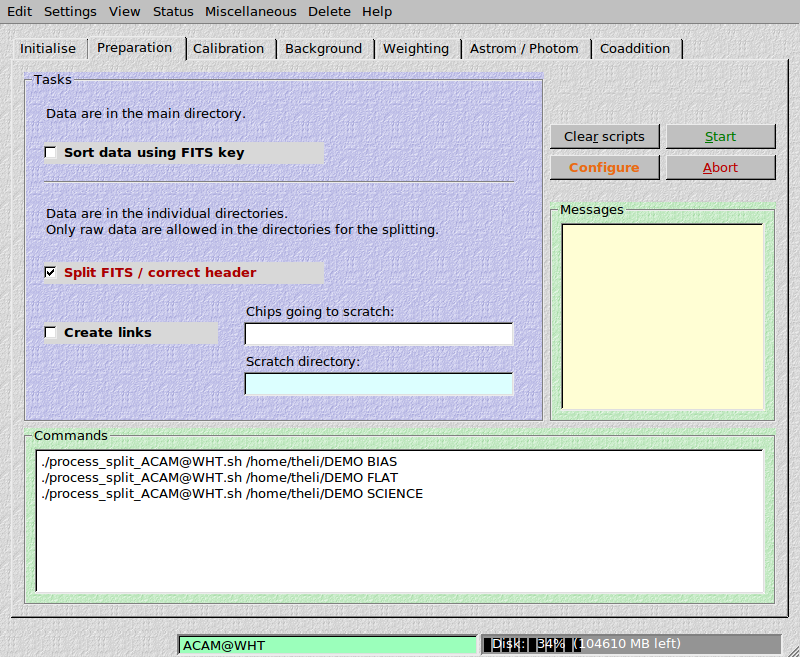 Edit Settings View Status Miscellaneous Delete Help
Initialise Preparation Calibration Background Weighting Astrom / Photom Coaddition
Tasks
Data are in the main directory.
Sort data using FITS key
Data are in the individual directories.
Only raw data are allowed in the directories for the splitting.
Split FITS / correct header
Create links
Chips going to scratch:
Scratch directory:
Clear scripts Start
Configure Abort
Messages
Commands
./process_split_ACAM@WHT.sh /home/theli/DEMO BIAS
./process_split_ACAM@WHT.sh /home/theli/DEMO FLAT
./process_split_ACAM@WHT.sh /home/theli/DEMO SCIENCE
ACAM@WHT
Disk: 34% (104610 MB left)